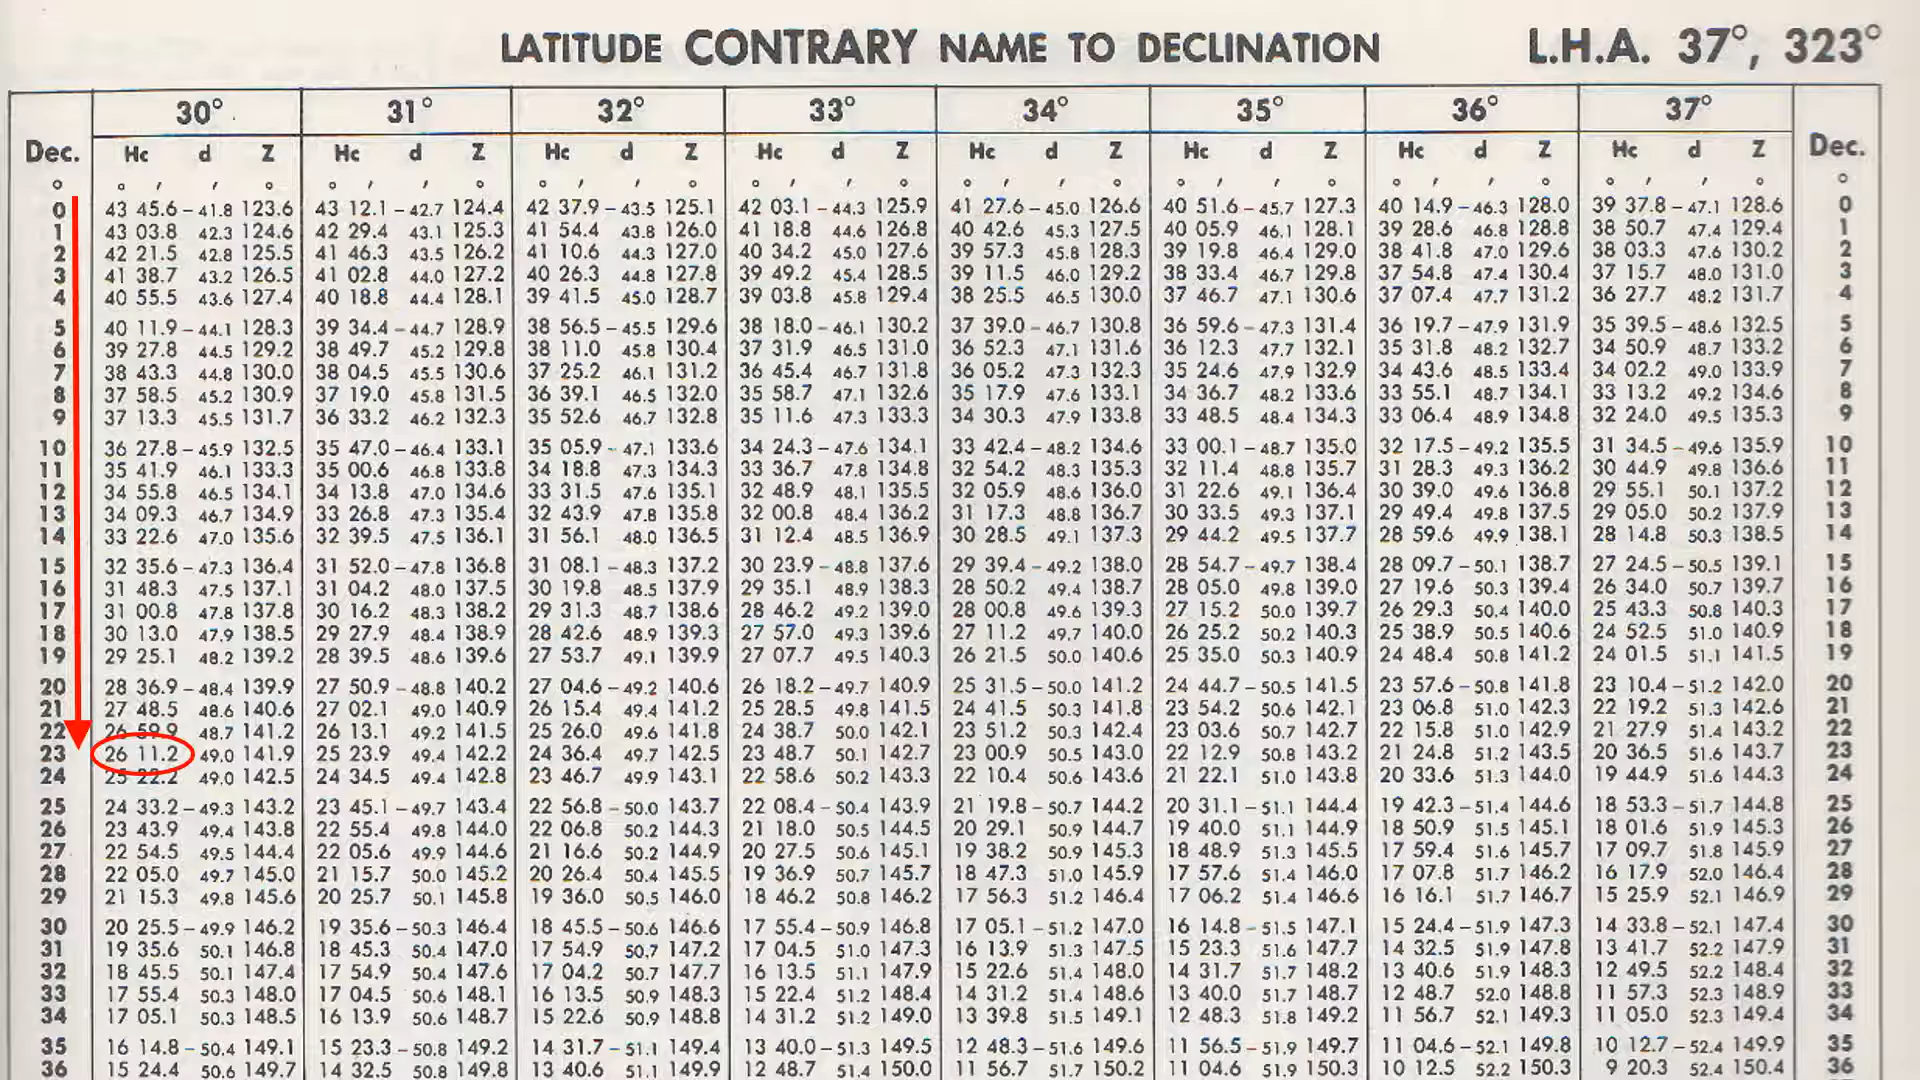 LATITUDE CONTRARY NAME TO DECLINATION L.H.A. 37°, 323°
30° 31° 32° 33° 34° 35° 36° 37°
Dec. Hc d Z Hc d Z Hc d Z Hc d Z Hc d Z Hc d Z Hc d Z Hc d Z Dec.
° ° ′ ′ ° ° ′ ′ ° ° ′ ′ ° ° ′ ′ ° ° ′ ′ ° ° ′ ′ ° ° ′ ′ ° ° ′ ′ ° °
0 43 45.6 – 41.8 123.6 43 12.1 – 42.7 124.4 42 37.9 – 43.5 125.1 42 03.1 – 44.3 125.9 41 27.6 – 45.0 126.6 40 51.6 – 45.7 127.3 40 14.9 – 46.3 128.0 39 37.8 – 47.1 128.6 0
1 43 03.8 42.3 124.6 42 29.4 43.1 125.3 41 54.4 43.8 126.0 41 18.8 44.6 126.8 40 42.6 45.3 127.5 40 05.9 46.1 128.1 39 28.6 46.8 128.8 38 50.7 47.4 129.4 1
2 42 21.5 42.8 125.5 41 46.3 43.5 126.2 41 10.6 44.3 127.0 40 34.2 45.0 127.6 39 57.3 45.8 128.3 39 19.8 46.4 129.0 38 41.8 47.0 129.6 38 03.3 47.6 130.2 2
3 41 38.7 43.2 126.5 41 02.8 44.0 127.2 40 26.3 44.8 127.8 39 49.2 45.4 128.5 39 11.5 46.0 129.2 38 33.4 46.7 129.8 37 54.8 47.4 130.4 37 15.7 48.0 131.0 3
4 40 55.5 43.6 127.4 40 18.8 44.4 128.1 39 41.5 45.0 128.7 39 03.8 45.8 129.4 38 25.5 46.5 130.0 37 46.7 47.1 130.6 37 07.4 47.7 131.2 36 27.7 48.2 131.7 4
5 40 11.9 – 44.1 128.3 39 34.4 – 44.7 128.9 38 56.5 – 45.5 129.6 38 18.0 – 46.1 130.2 37 39.0 – 46.7 130.8 36 59.6 – 47.3 131.4 36 19.7 – 47.9 131.9 35 39.5 – 48.6 132.5 5
6 39 27.8 44.5 129.2 38 49.7 45.2 129.8 38 11.0 45.8 130.4 37 31.9 46.5 131.0 36 52.3 47.1 131.6 36 12.3 47.7 132.1 35 31.8 48.2 132.7 34 50.9 48.7 133.2 6
7 38 43.3 44.8 130.0 38 04.5 45.5 130.6 37 25.2 46.1 131.2 36 45.4 46.7 131.8 36 05.2 47.3 132.3 35 24.6 47.9 132.9 34 43.6 48.5 133.4 34 02.2 49.0 133.9 7
8 37 58.5 45.2 130.9 37 19.0 45.8 131.5 36 39.1 46.5 132.0 35 58.7 47.1 132.6 35 17.9 47.6 133.1 34 36.7 48.2 133.6 33 55.1 48.7 134.1 33 13.2 49.2 134.6 8
9 37 13.3 45.5 131.7 36 33.2 46.2 132.3 35 52.6 46.7 132.8 35 11.6 47.3 133.3 34 30.3 47.9 133.8 33 48.5 48.4 134.3 33 06.4 48.9 134.8 32 24.0 49.5 135.3 9
10 36 27.8 – 45.9 132.5 35 47.0 – 46.4 133.1 35 05.9 – 47.1 133.6 34 24.3 – 47.6 134.1 33 42.4 – 48.2 134.6 33 00.1 – 48.7 135.0 32 17.5 – 49.2 135.5 31 34.5 – 49.6 135.9 10
11 35 41.9 46.1 133.3 35 00.6 46.8 133.8 34 18.8 47.3 134.3 33 36.7 47.8 134.8 32 54.2 48.3 135.3 32 11.4 48.8 135.7 31 28.3 49.3 136.2 30 44.9 49.8 136.6 11
12 34 55.8 46.5 134.1 34 13.8 47.0 134.6 33 31.5 47.6 135.1 32 48.9 48.1 135.5 32 05.9 48.6 136.0 31 22.6 49.1 136.4 30 39.0 49.6 136.8 29 55.1 50.1 137.2 12
13 34 09.3 46.7 134.9 33 26.8 47.3 135.4 32 43.9 47.8 135.8 32 00.8 48.4 136.2 31 17.3 48.8 136.7 30 33.5 49.3 137.1 29 49.4 49.8 137.5 29 05.0 50.2 137.9 13
14 33 22.6 47.0 135.6 32 39.5 47.5 136.1 31 56.1 48.0 136.5 31 12.4 48.5 136.9 30 28.5 49.1 137.3 29 44.2 49.5 137.7 28 59.6 49.9 138.1 28 14.8 50.3 138.5 14
15 32 35.6 – 47.3 136.4 31 52.0 – 47.8 136.8 31 08.1 – 48.3 137.2 30 23.9 – 48.8 137.6 29 39.4 – 49.2 138.0 28 54.7 – 49.7 138.4 28 09.7 – 50.1 138.7 27 24.5 – 50.5 139.1 15
16 31 48.3 47.5 137.1 31 04.2 48.0 137.5 30 19.8 48.5 137.9 29 35.1 48.9 138.3 28 50.2 49.4 138.7 28 05.0 49.8 139.0 27 19.6 50.3 139.4 26 34.0 50.7 139.7 16
17 31 00.8 47.8 137.8 30 16.2 48.3 138.2 29 31.3 48.7 138.6 28 46.2 49.2 139.0 28 00.8 49.6 139.3 27 15.2 50.0 139.7 26 29.3 50.4 140.0 25 43.3 50.8 140.3 17
18 30 13.0 47.9 138.5 29 27.9 48.4 138.9 28 42.6 48.9 139.3 27 57.0 49.3 139.6 27 11.2 49.7 140.0 26 25.2 50.2 140.3 25 38.9 50.5 140.6 24 52.5 51.0 140.9 18
19 29 25.1 48.2 139.2 28 39.5 48.6 139.6 27 53.7 49.1 139.9 27 07.7 49.5 140.3 26 21.5 50.0 140.6 25 35.0 50.3 140.9 24 48.4 50.8 141.2 24 01.5 51.1 141.5 19
20 28 36.9 – 48.4 139.9 27 50.9 – 48.8 140.2 27 04.6 – 49.2 140.6 26 18.2 – 49.7 140.9 25 31.5 – 50.0 141.2 24 44.7 – 50.5 141.5 23 57.6 – 50.8 141.8 23 10.4 – 51.2 142.0 20
21 27 48.5 48.6 140.6 27 02.1 49.0 140.9 26 15.4 49.4 141.2 25 28.5 49.8 141.5 24 41.5 50.3 141.8 23 54.2 50.6 142.1 23 06.8 51.0 142.3 22 19.2 51.3 142.6 21
22 26 59.9 48.7 141.2 26 13.1 49.2 141.5 25 26.0 49.6 141.8 24 38.7 50.0 142.1 23 51.2 50.3 142.4 23 03.6 50.7 142.7 22 15.8 51.0 142.9 21 27.9 51.4 143.2 22
23 26 11.2 49.0 141.9 25 23.9 49.4 142.2 24 36.4 49.7 142.5 23 48.7 50.1 142.7 23 00.9 50.5 143.0 22 12.9 50.8 143.2 21 24.8 51.2 143.5 20 36.5 51.6 143.7 23
24 25 22.2 49.0 142.5 24 34.5 49.4 142.8 23 46.7 49.9 143.1 22 58.6 50.2 143.3 22 10.4 50.6 143.6 21 22.1 51.0 143.8 20 33.6 51.3 144.0 19 44.9 51.6 144.3 24
25 24 33.2 – 49.3 143.2 23 45.1 – 49.7 143.4 22 56.8 – 50.0 143.7 22 08.4 – 50.4 143.9 21 19.8 – 50.7 144.2 20 31.1 – 51.1 144.4 19 42.3 – 51.4 144.6 18 53.3 – 51.7 144.8 25
26 23 43.9 49.4 143.8 22 55.4 49.8 144.0 22 06.8 50.2 144.3 21 18.0 50.5 144.5 20 29.1 50.9 144.7 19 40.0 51.1 144.9 18 50.9 51.5 145.1 18 01.6 51.9 145.3 26
27 22 54.5 49.5 144.4 22 05.6 49.9 144.6 21 16.6 50.2 144.9 20 27.5 50.6 145.1 19 38.2 50.9 145.3 18 48.9 51.3 145.5 17 59.4 51.6 145.7 17 09.7 51.8 145.9 27
28 22 05.0 49.7 145.0 21 15.7 50.0 145.2 20 26.4 50.4 145.5 19 36.9 50.7 145.7 18 47.3 51.0 145.9 17 57.6 51.4 146.0 17 07.8 51.7 146.2 16 17.9 52.0 146.4 28
29 21 15.3 49.8 145.6 20 25.7 50.1 145.8 19 36.0 50.5 146.0 18 46.2 50.8 146.2 17 56.3 51.2 146.4 17 06.2 51.4 146.6 16 16.1 51.7 146.7 15 25.9 52.1 146.9 29
30 20 25.5 – 49.9 146.2 19 35.6 – 50.3 146.4 18 45.5 – 50.6 146.6 17 55.4 – 50.9 146.8 17 05.1 – 51.2 147.0 16 14.8 – 51.5 147.1 15 24.4 – 51.9 147.3 14 33.8 – 52.1 147.4 30
31 19 35.6 50.1 146.8 18 45.3 50.4 147.0 17 54.9 50.7 147.2 17 04.5 51.0 147.3 16 13.9 51.3 147.5 15 23.3 51.6 147.7 14 32.5 51.9 147.8 13 41.7 52.2 147.9 31
32 18 45.5 50.1 147.4 17 54.9 50.4 147.6 17 04.2 50.7 147.7 16 13.5 51.1 147.9 15 22.6 51.4 148.0 14 31.7 51.7 148.2 13 40.6 51.9 148.3 12 49.5 52.2 148.4 32
33 17 55.4 50.3 148.0 17 04.5 50.6 148.1 16 13.5 50.9 148.3 15 22.4 51.2 148.4 14 31.2 51.4 148.6 13 40.0 51.7 148.7 12 48.7 52.0 148.8 11 57.3 52.3 148.9 33
34 17 05.1 50.3 148.5 16 13.9 50.6 148.7 15 22.6 50.9 148.8 14 31.2 51.2 149.0 13 39.8 51.5 149.1 12 48.3 51.8 149.2 11 56.7 52.1 149.3 11 05.0 52.3 149.4 34
35 16 14.8 – 50.4 149.1 15 23.3 – 50.8 149.2 14 31.7 – 51.1 149.4 13 40.0 – 51.3 149.5 12 48.3 – 51.6 149.6 11 56.5 – 51.9 149.7 11 04.6 – 52.1 149.8 10 12.7 – 52.4 149.9 35
36 15 24.4 50.6 149.7 14 32.5 50.8 149.8 13 40.6 51.1 149.9 12 48.7 51.4 150.0 11 56.7 51.7 150.2 11 04.6 51.9 150.3 10 12.5 52.2 150.3 9 20.3 52.4 150.4 36